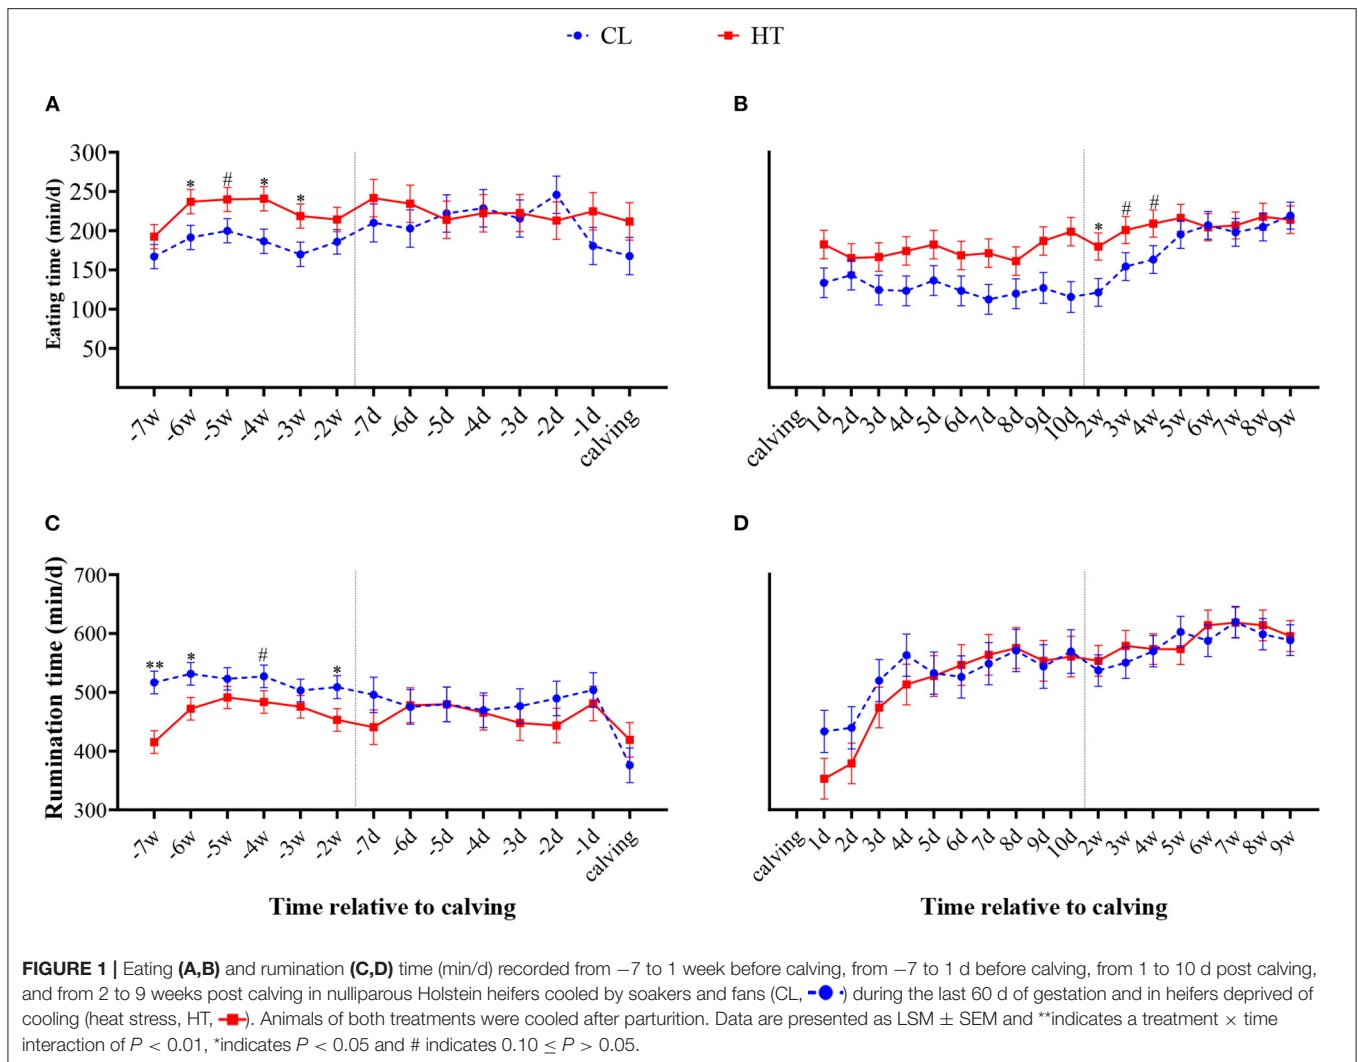 CL HT
A
Eating time (min/d)
300
250
200
150
100
50
* # * *
-7w -6w -5w -4w -3w -2w -7d -6d -5d -4d -3d -2d -1d calving
B
* # #
calving 1d 2d 3d 4d 5d 6d 7d 8d 9d 10d 2w 3w 4w 5w 6w 7w 8w 9w
C
Rumination time (min/d)
700
600
500
400
300
** * # *
-7w -6w -5w -4w -3w -2w -7d -6d -5d -4d -3d -2d -1d calving
Time relative to calving
D
calving 1d 2d 3d 4d 5d 6d 7d 8d 9d 10d 2w 3w 4w 5w 6w 7w 8w 9w
Time relative to calving
FIGURE 1 | Eating (A,B) and rumination (C,D) time (min/d) recorded from −7 to 1 week before calving, from −7 to 1 d before calving, from 1 to 10 d post calving,
and from 2 to 9 weeks post calving in nulliparous Holstein heifers cooled by soakers and fans (CL, ) during the last 60 d of gestation and in heifers deprived of
cooling (heat stress, HT, ). Animals of both treatments were cooled after parturition. Data are presented as LSM ± SEM and **indicates a treatment × time
interaction of P < 0.01, *indicates P < 0.05 and # indicates 0.10 ≤ P > 0.05.